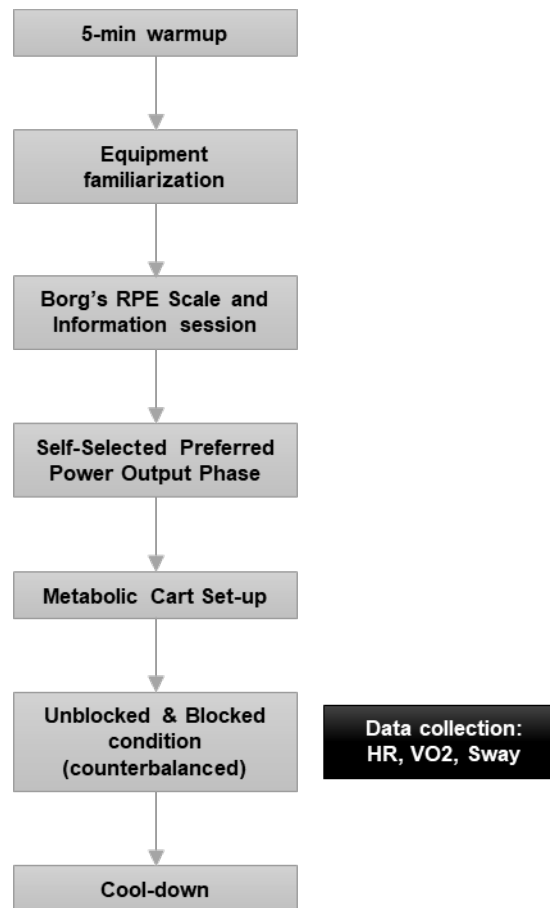 5-min warmup
Equipment
familiarization
Borg's RPE Scale and
Information session
Self-Selected Preferred
Power Output Phase
Metabolic Cart Set-up
Unblocked & Blocked
condition
(counterbalanced)
Data collection:
HR, VO2, Sway
Cool-down